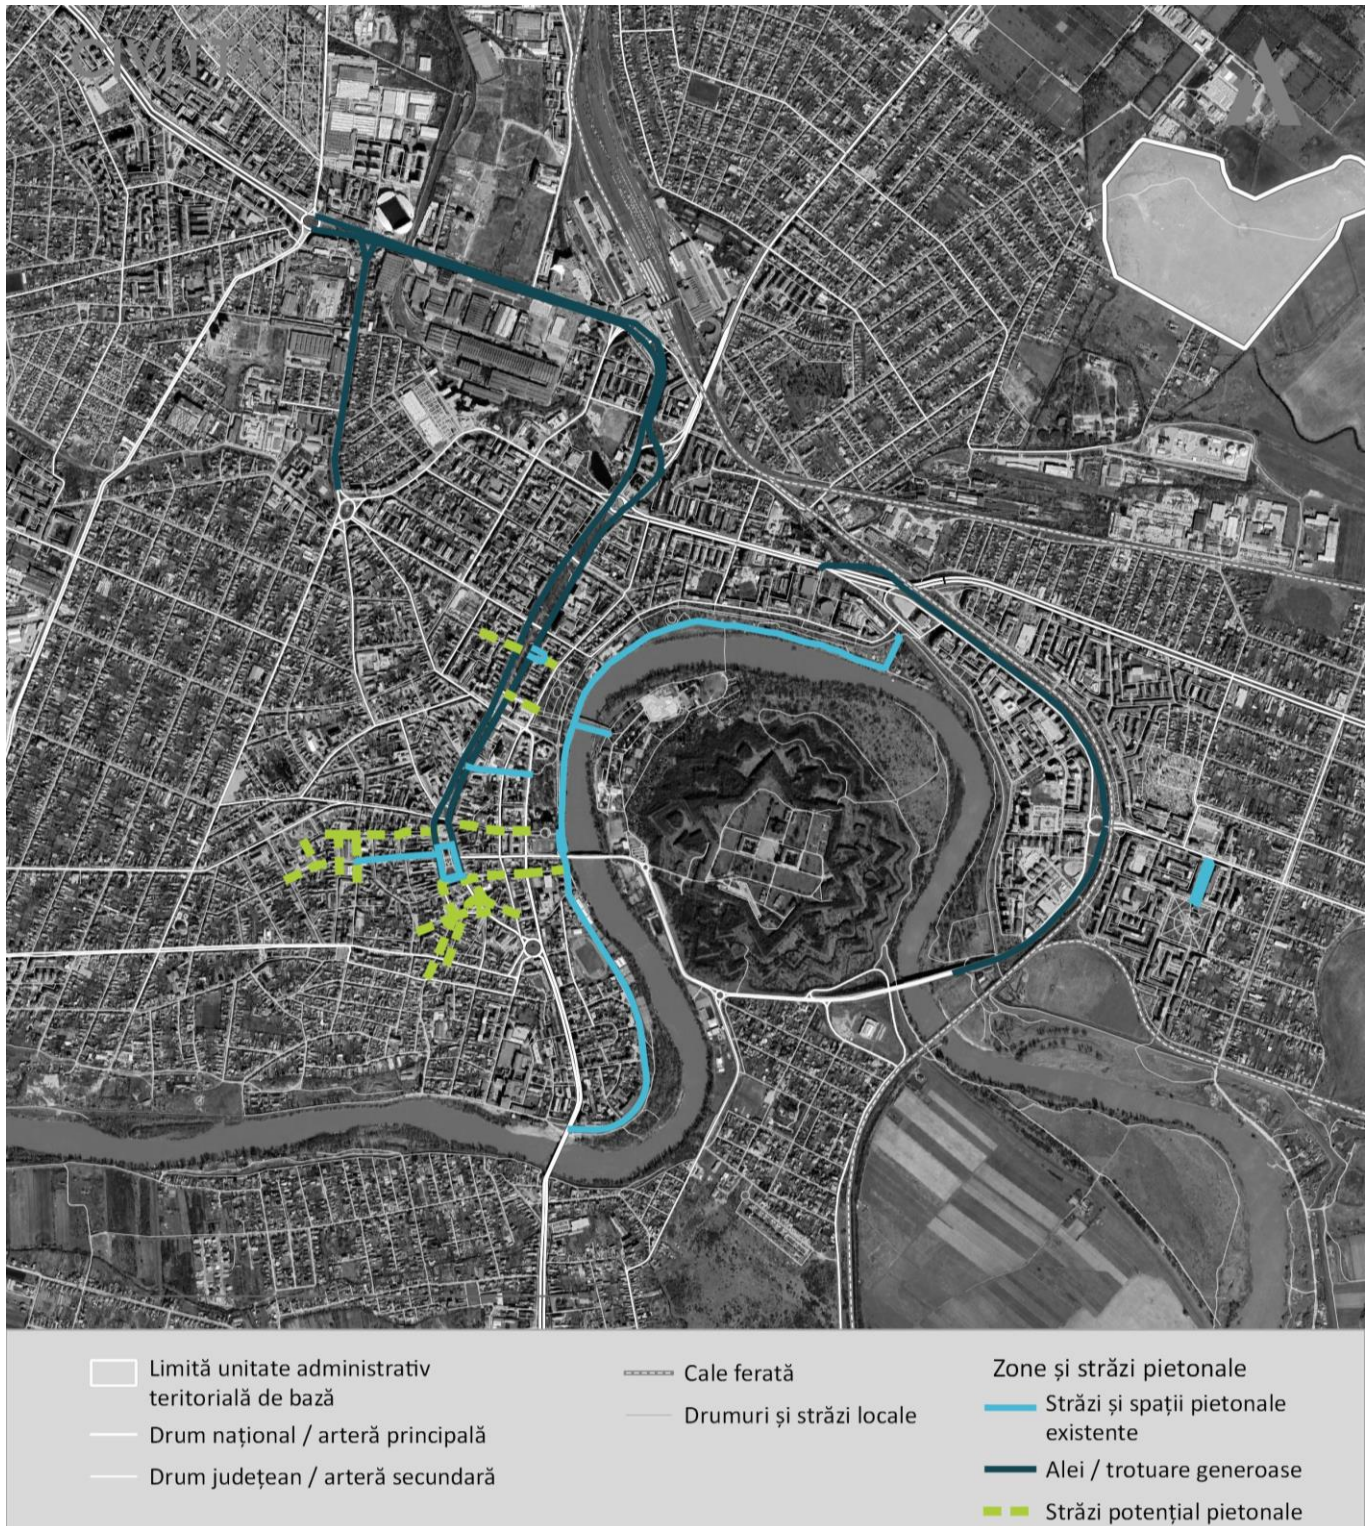 CIVITTA
Limită unitate administrativ
teritorială de bază
Drum național / arteră principală
Drum județean / arteră secundară
Cale ferată
Drumuri și străzi locale
Zone și străzi pietonale
Străzi și spații pietonale
existente
Alei / trotuare generoase
Străzi potențial pietonale